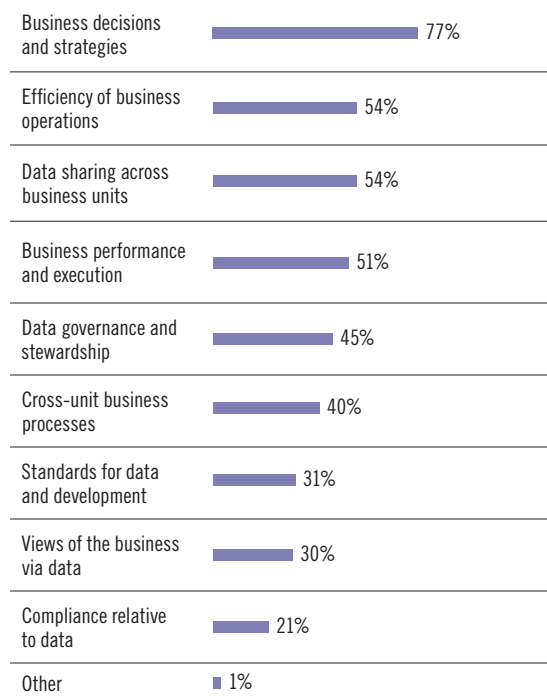 Business decisions
and strategies
77%
Efficiency of business
operations
54%
Data sharing across
business units
54%
Business performance
and execution
51%
Data governance and
stewardship
45%
Cross-unit business
processes
40%
Standards for data
and development
31%
Views of the business
via data
30%
Compliance relative
to data
21%
Other
1%